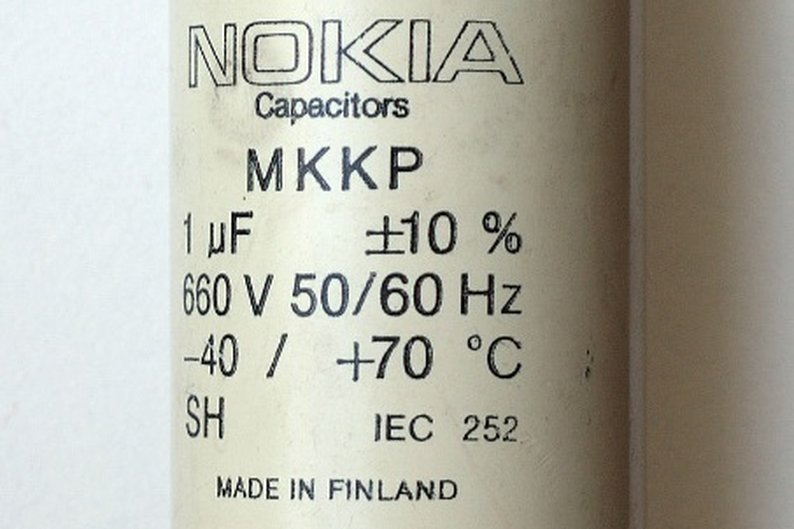 NOKIA
Capacitors
MKKP
1 µF ±10 %
660 V 50/60 Hz
–40 / +70 °C
SH IEC 252
MADE IN FINLAND